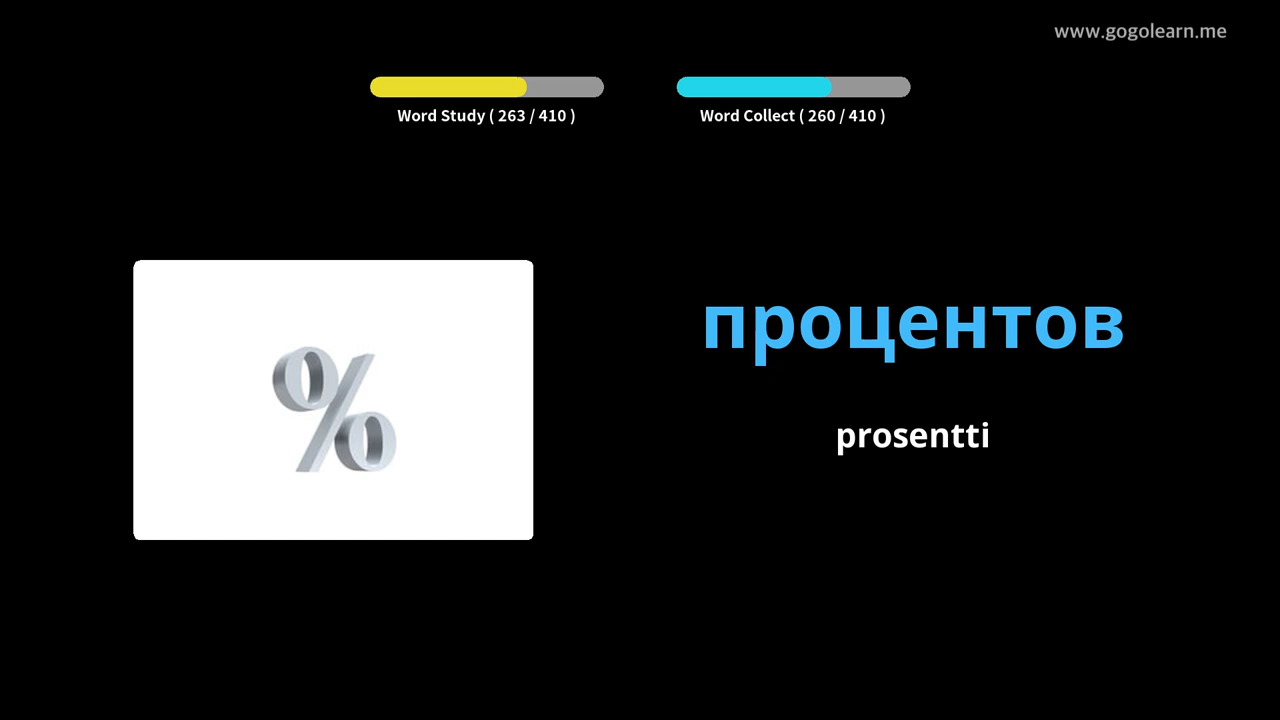 www.gogolearn.me
Word Study ( 263 / 410 )
Word Collect ( 260 / 410 )
%
процентов
prosentti